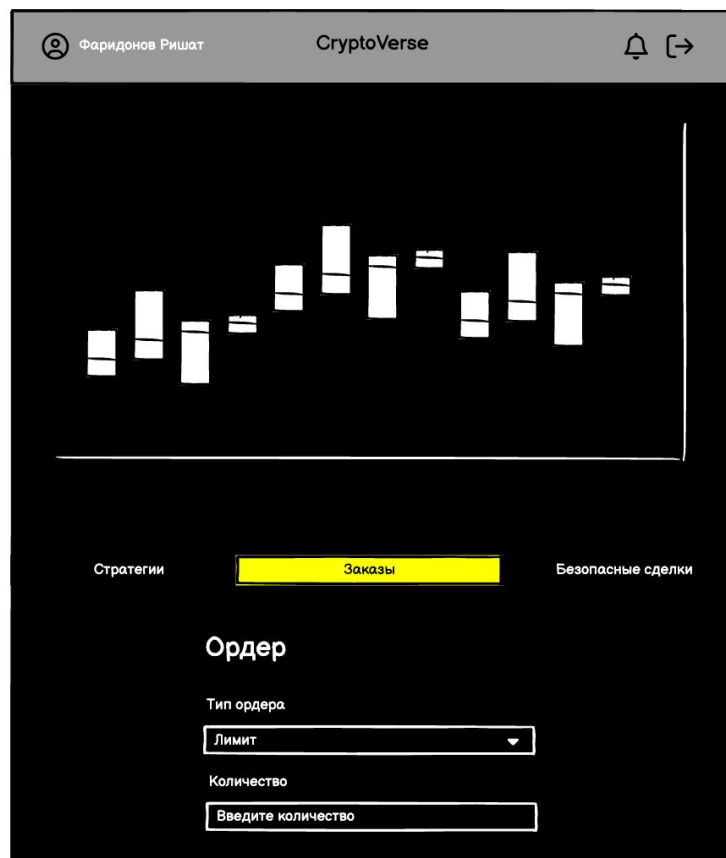 Фаридонов Ришат
CryptoVerse
Стратегии
Заказы
Безопасные сделки
Ордер
Тип ордера
Лимит
Количество
Введите количество